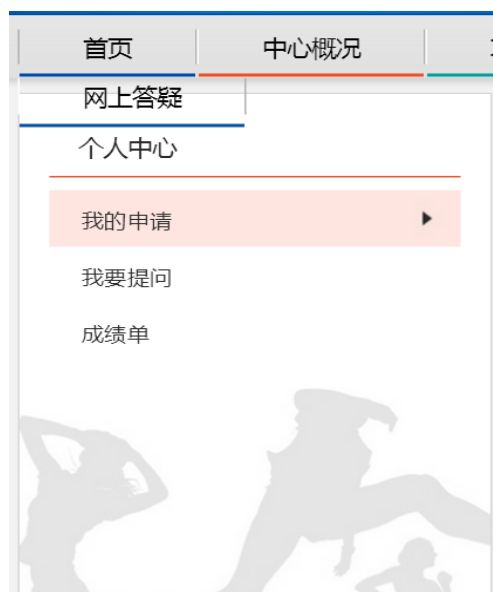 首页 中心概况
网上答疑
个人中心
我的申请
我要提问
成绩单